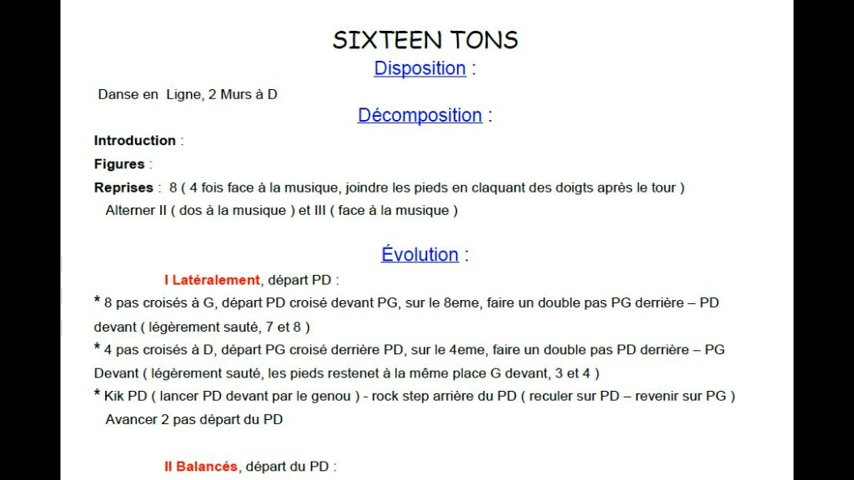 SIXTEEN TONS
Disposition :
Danse en Ligne, 2 Murs à D
Décomposition :
Introduction :
Figures :
Reprises : 8 ( 4 fois face à la musique, joindre les pieds en claquant des doigts après le tour )
Alterner II ( dos à la musique ) et III ( face à la musique )
Évolution :
I Latéralement, départ PD :
* 8 pas croisés à G, départ PD croisé devant PG, sur le 8eme, faire un double pas PG derrière – PD
devant ( légèrement sauté, 7 et 8 )
* 4 pas croisés à D, départ PG croisé derrière PD, sur le 4eme, faire un double pas PD derrière – PG
Devant ( légèrement sauté, les pieds restenet à la même place G devant, 3 et 4 )
* Kik PD ( lancer PD devant par le genou ) - rock step arrière du PD ( reculer sur PD – revenir sur PG )
Avancer 2 pas départ du PD
II Balancés, départ du PD :